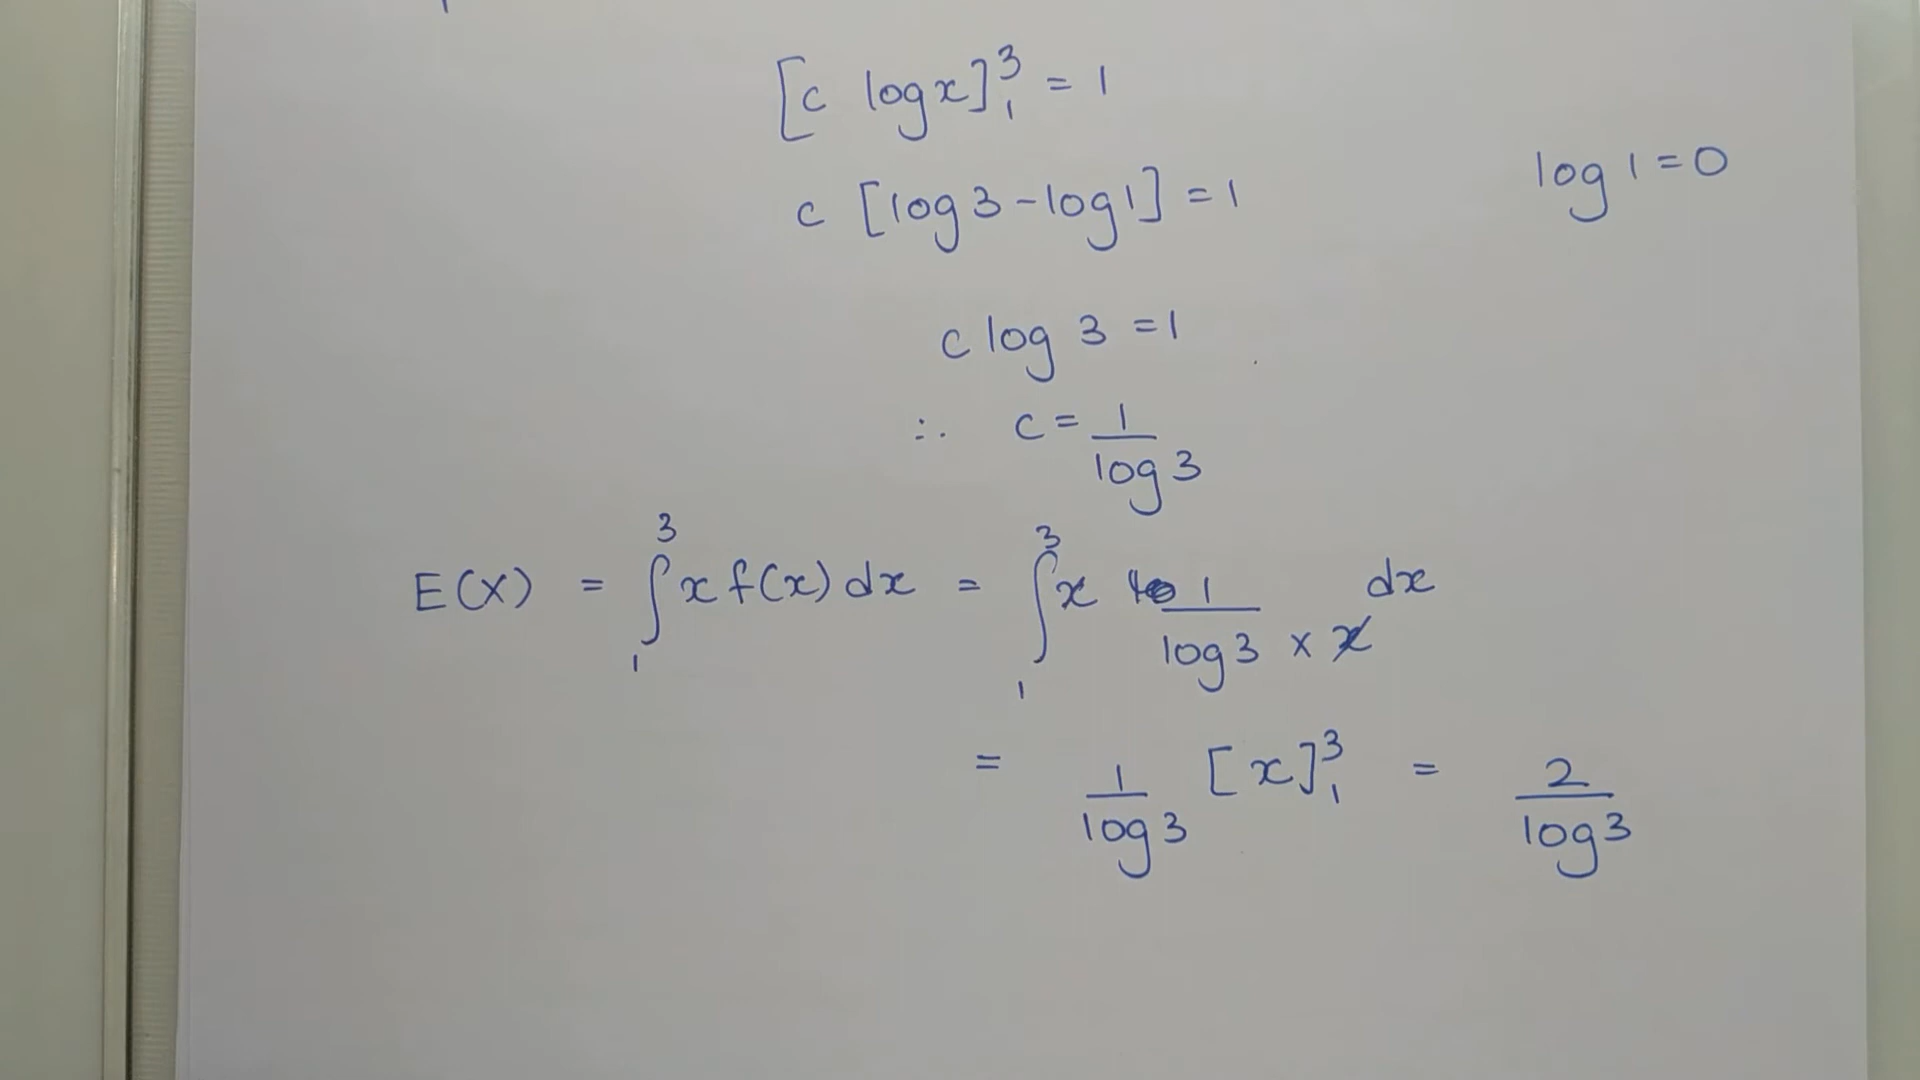 [c log x]₁³ = 1
c [log 3 - log 1] = 1
log 1 = 0
c log 3 = 1
∴ c = 1/log 3
E(X) = ∫₁³ x f(x) dx = ∫₁³ x 1/(log 3 × x) dx
= 1/log 3 [x]₁³ = 2/log 3